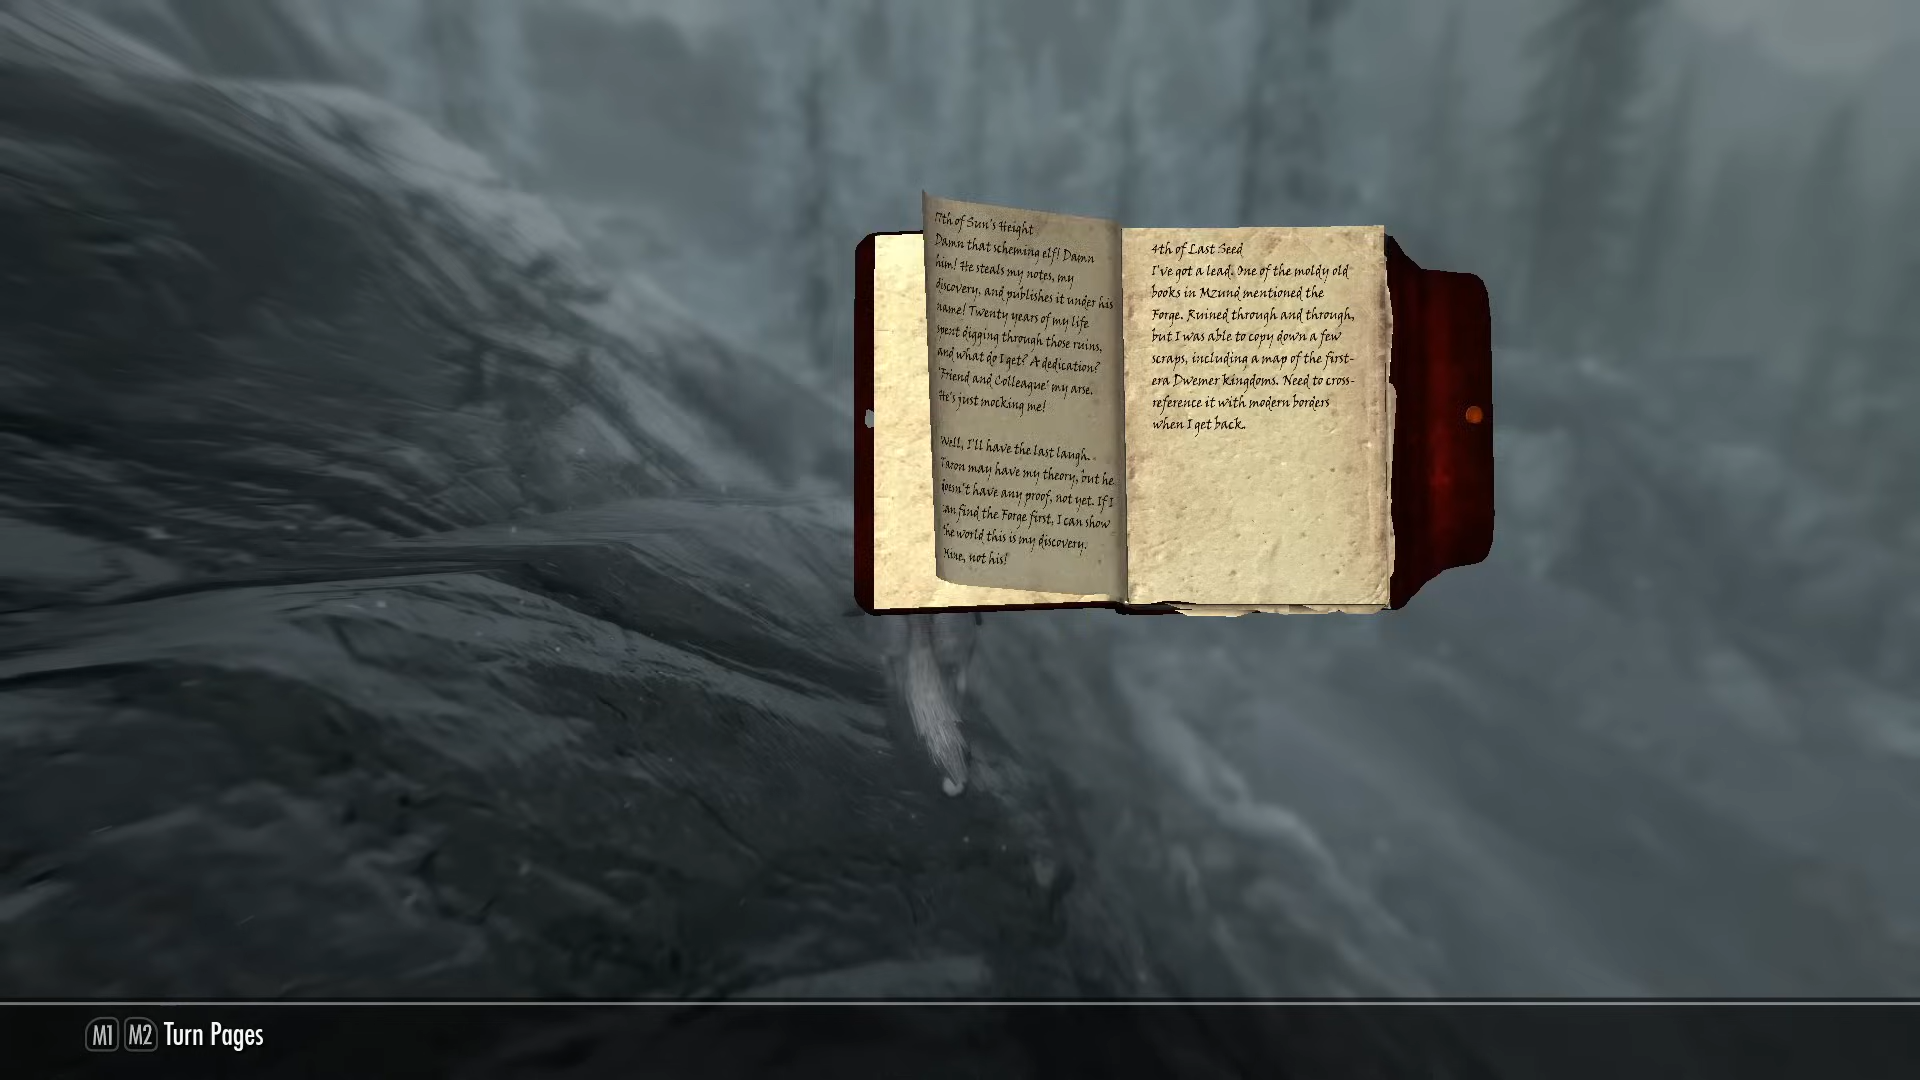 17th of Sun's Height
Damn that scheming elf! Damn
him! He steals my notes, my
discovery, and publishes it under his
name! Twenty years of my life
spent digging through those ruins,
and what do I get? A dedication?
'Friend and Colleague' my arse.
He's just mocking me!
Well, I'll have the last laugh.
Taron may have my theory, but he
doesn't have any proof, not yet. If I
can find the Forge first, I can show
the world this is my discovery.
Mine, not his!
4th of Last Seed
I've got a lead. One of the moldy old
books in Mzund mentioned the
Forge. Ruined through and through,
but I was able to copy down a few
scraps, including a map of the first-
era Dwemer kingdoms. Need to cross-
reference it with modern borders
when I get back.
M1 M2 Turn Pages